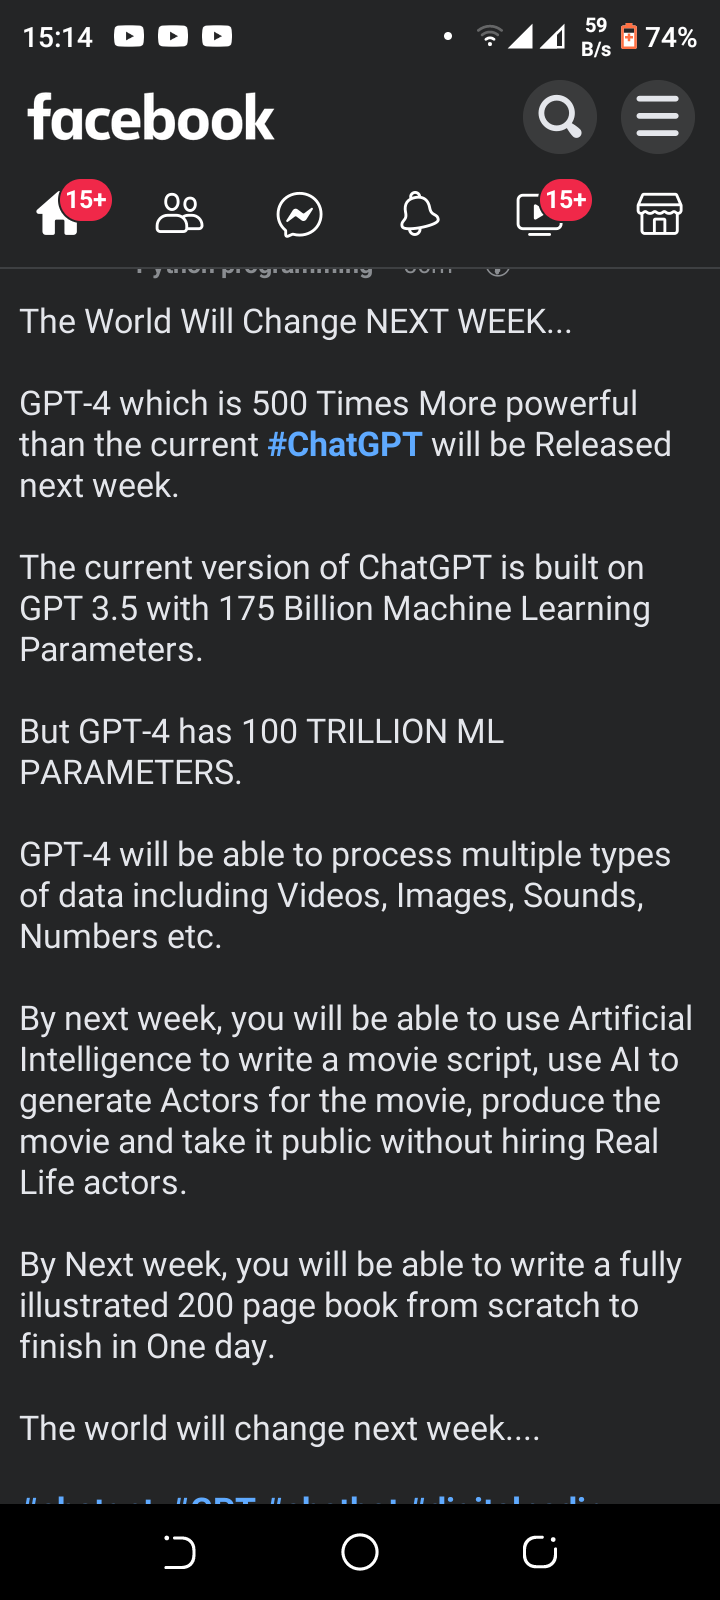 15:14
59
B/s
74%
facebook
15+
15+
Python programming
The World Will Change NEXT WEEK...
GPT-4 which is 500 Times More powerful
than the current #ChatGPT will be Released
next week.
The current version of ChatGPT is built on
GPT 3.5 with 175 Billion Machine Learning
Parameters.
But GPT-4 has 100 TRILLION ML
PARAMETERS.
GPT-4 will be able to process multiple types
of data including Videos, Images, Sounds,
Numbers etc.
By next week, you will be able to use Artificial
Intelligence to write a movie script, use AI to
generate Actors for the movie, produce the
movie and take it public without hiring Real
Life actors.
By Next week, you will be able to write a fully
illustrated 200 page book from scratch to
finish in One day.
The world will change next week....
#chatgpt #GPT #chatbot